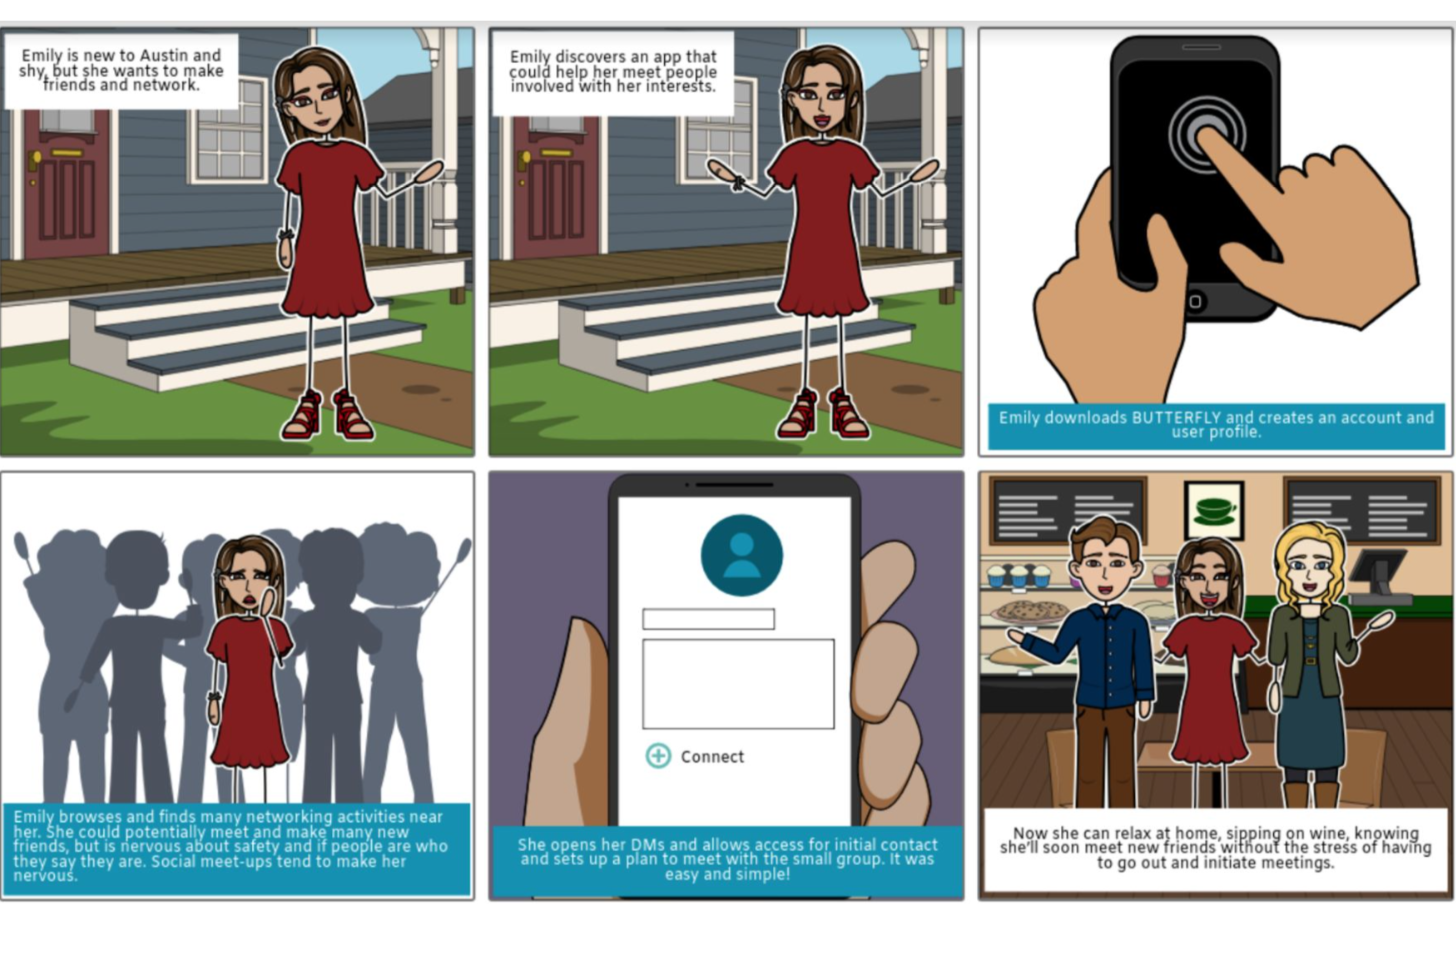 Emily is new to Austin and
shy, but she wants to make
friends and network.
Emily discovers an app that
could help her meet people
involved with her interests.
Emily downloads BUTTERFLY and creates an account and
user profile.
Emily browses and finds many networking activities near
her. She could potentially meet and make many new
friends, but is nervous about safety and if people are who
they say they are. Social meet-ups tend to make her
nervous.
Connect
She opens her DMs and allows access for initial contact
and sets up a plan to meet with the small group. It was
easy and simple!
Now she can relax at home, sipping on wine, knowing
she'll soon meet new friends without the stress of having
to go out and initiate meetings.